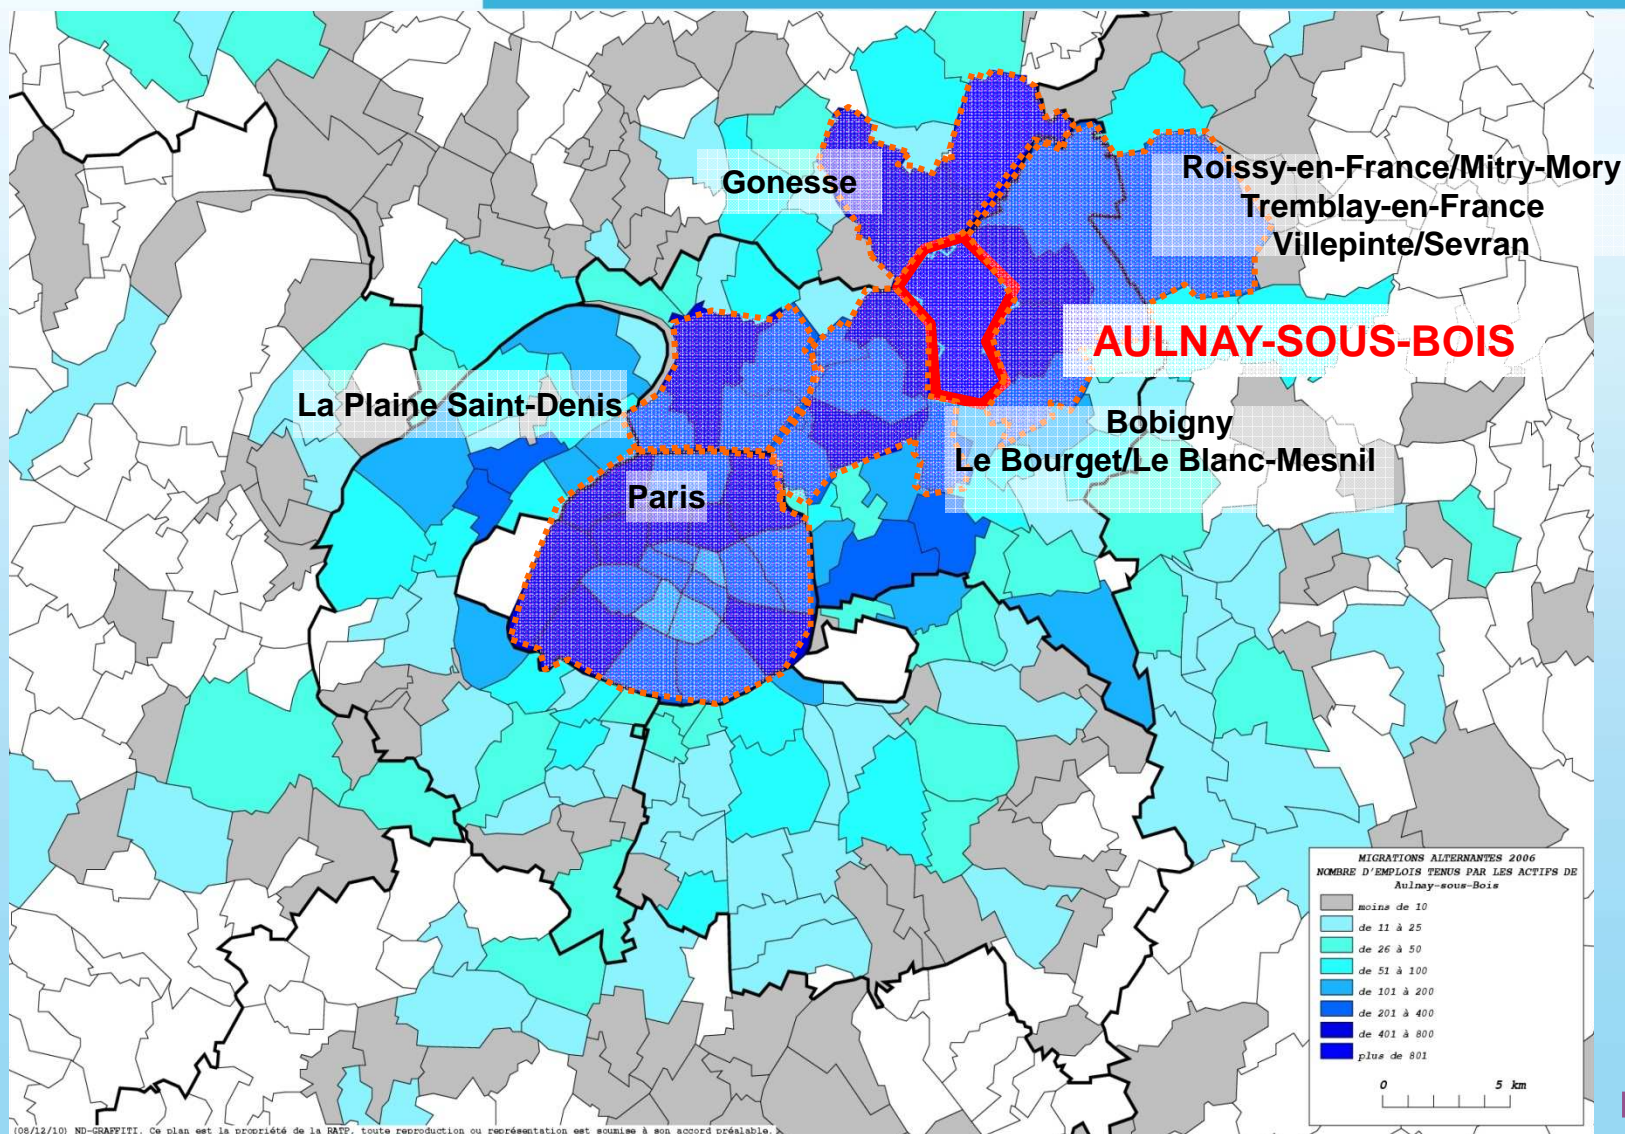 Gonesse
Roissy-en-France/Mitry-Mory
Tremblay-en-France
Villepinte/Sevran
AULNAY-SOUS-BOIS
La Plaine Saint-Denis
Bobigny
Le Bourget/Le Blanc-Mesnil
Paris
MIGRATIONS ALTERNANTES 2006
NOMBRE D'EMPLOIS TENUS PAR LES ACTIFS DE
Aulnay-sous-Bois
moins de 10
de 11 à 25
de 26 à 50
de 51 à 100
de 101 à 200
de 201 à 400
de 401 à 800
plus de 801
0 5 km
(08/12/10) ND-GRAFFITI. Ce plan est la propriété de la RATP, toute reproduction ou représentation est soumise à son accord préalable.